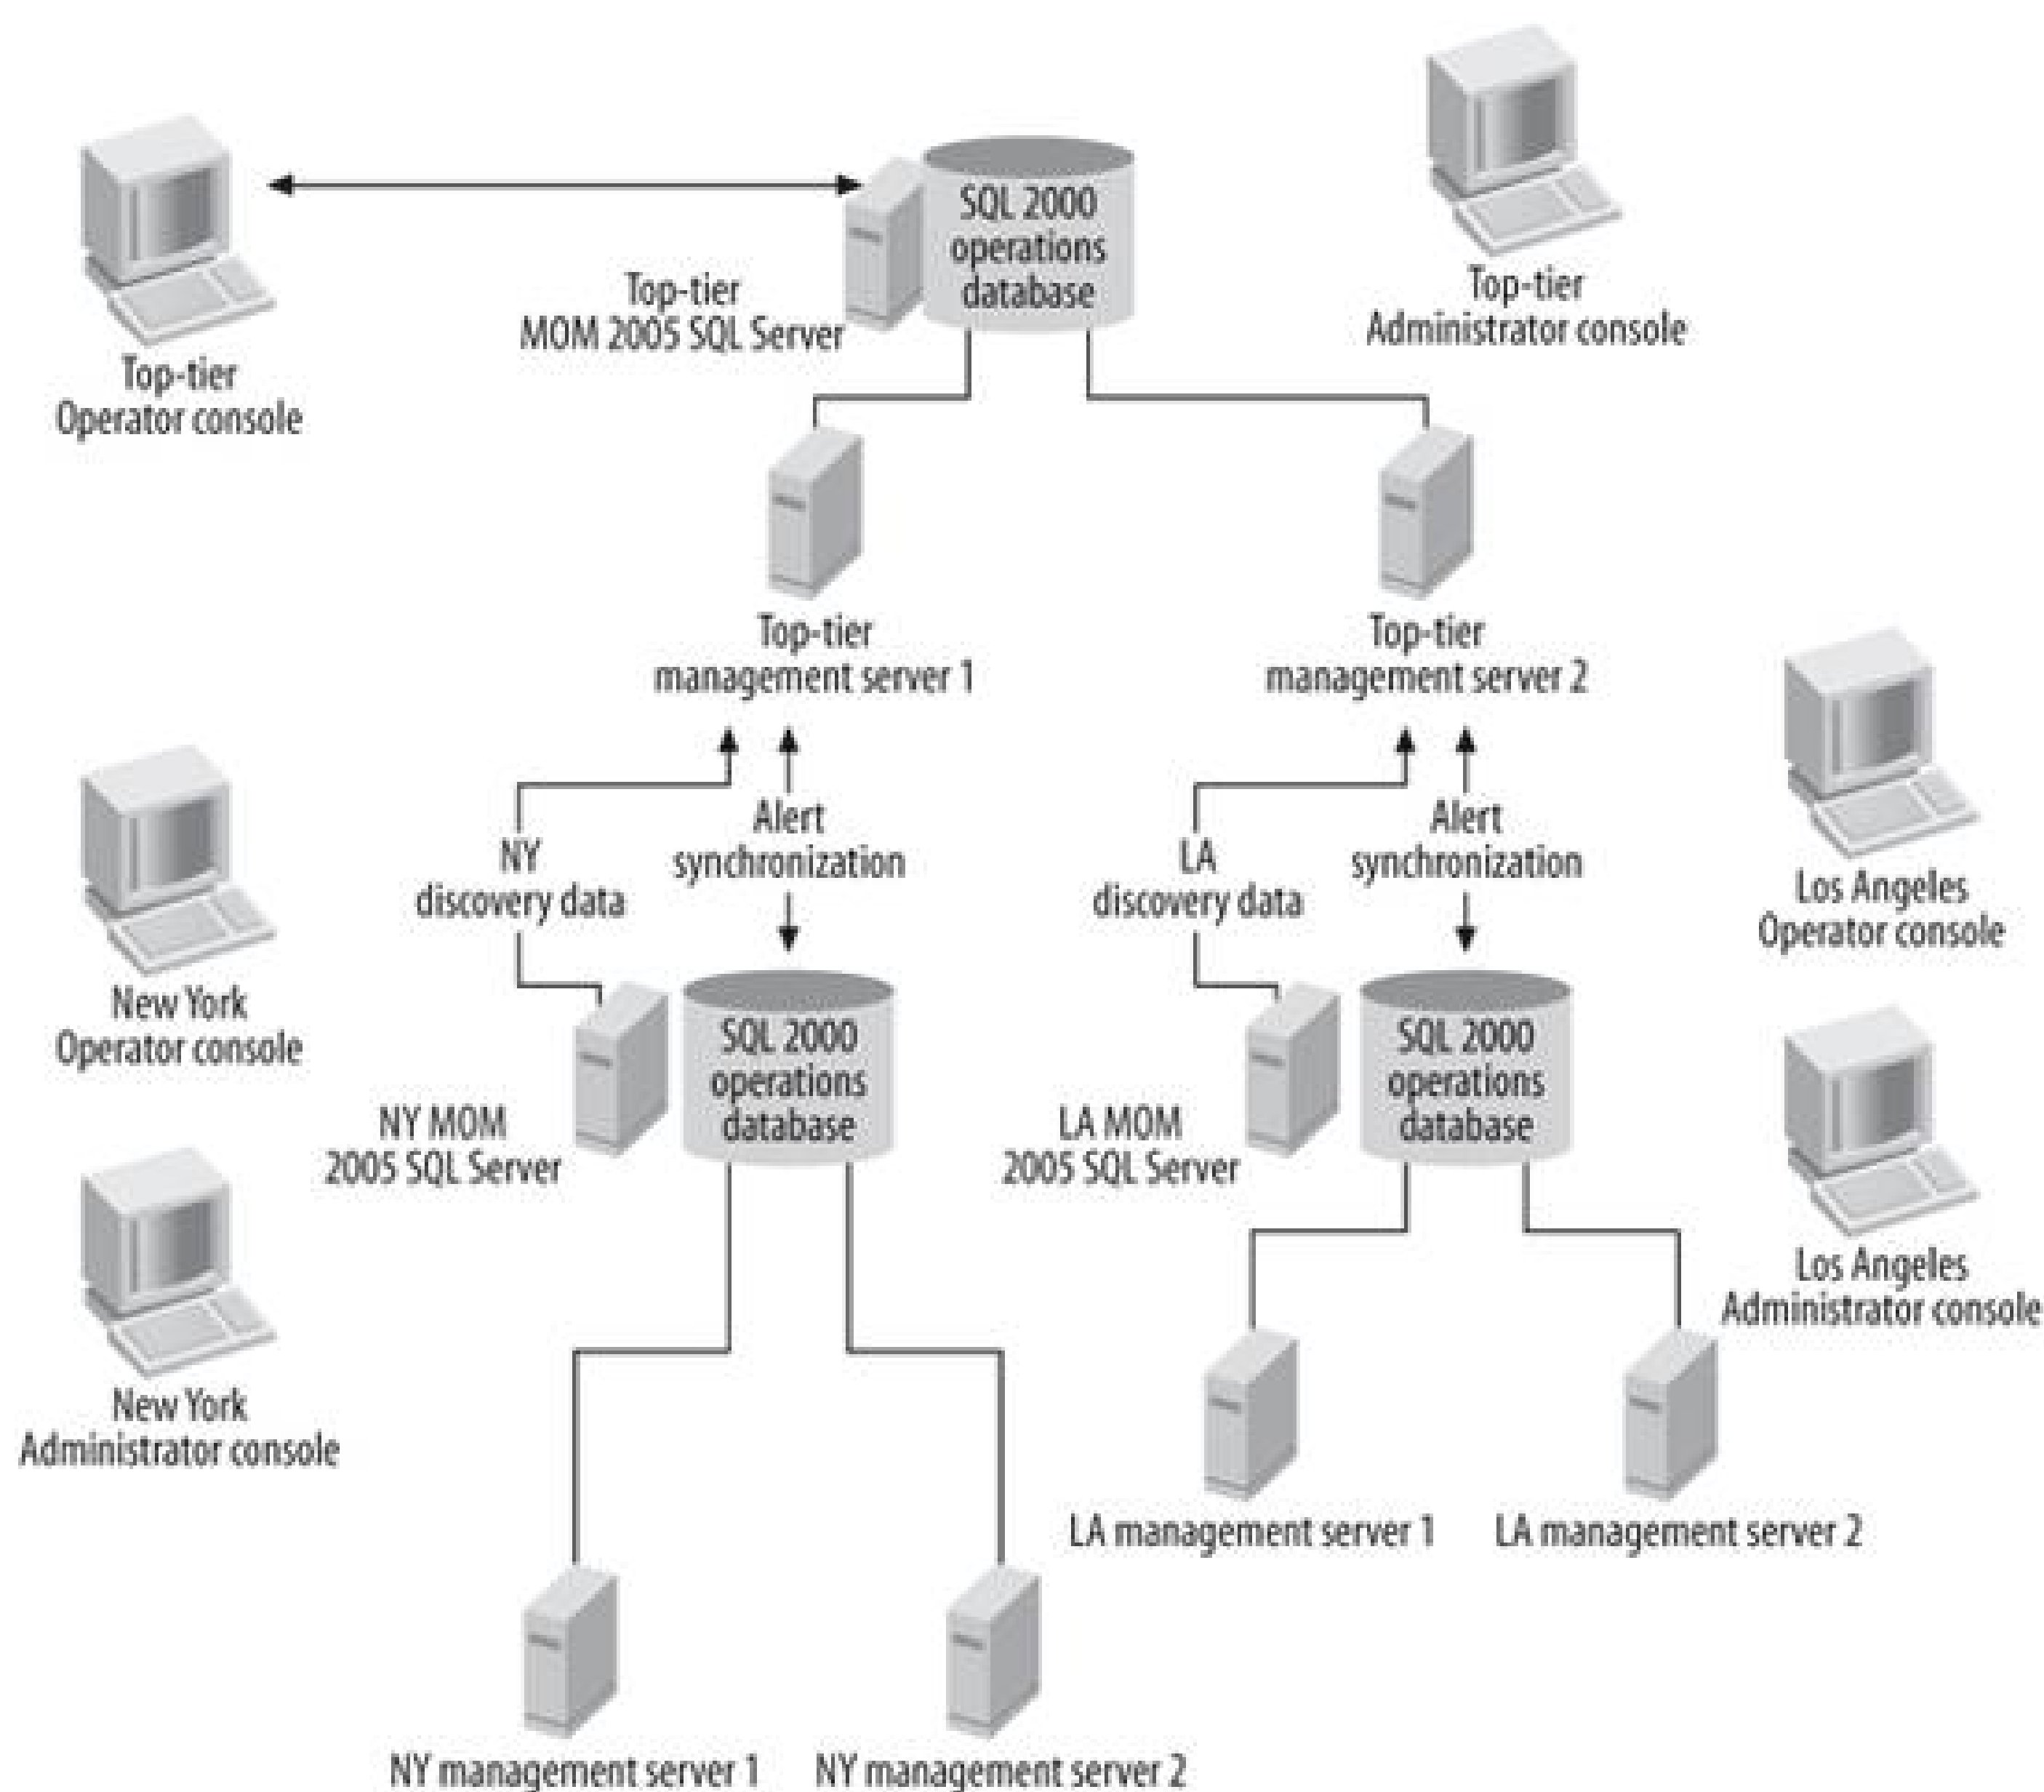 SQL 2000
operations
database
Top-tier
MOM 2005 SQL Server
Top-tier
Administrator console
Top-tier
Operator console
Top-tier
management server 1
Top-tier
management server 2
NY
discovery data
Alert
synchronization
LA
discovery data
Alert
synchronization
Los Angeles
Operator console
New York
Operator console
SQL 2000
operations
database
NY MOM
2005 SQL Server
SQL 2000
operations
database
LA MOM
2005 SQL Server
Los Angeles
Administrator console
New York
Administrator console
LA management server 1
LA management server 2
NY management server 1
NY management server 2